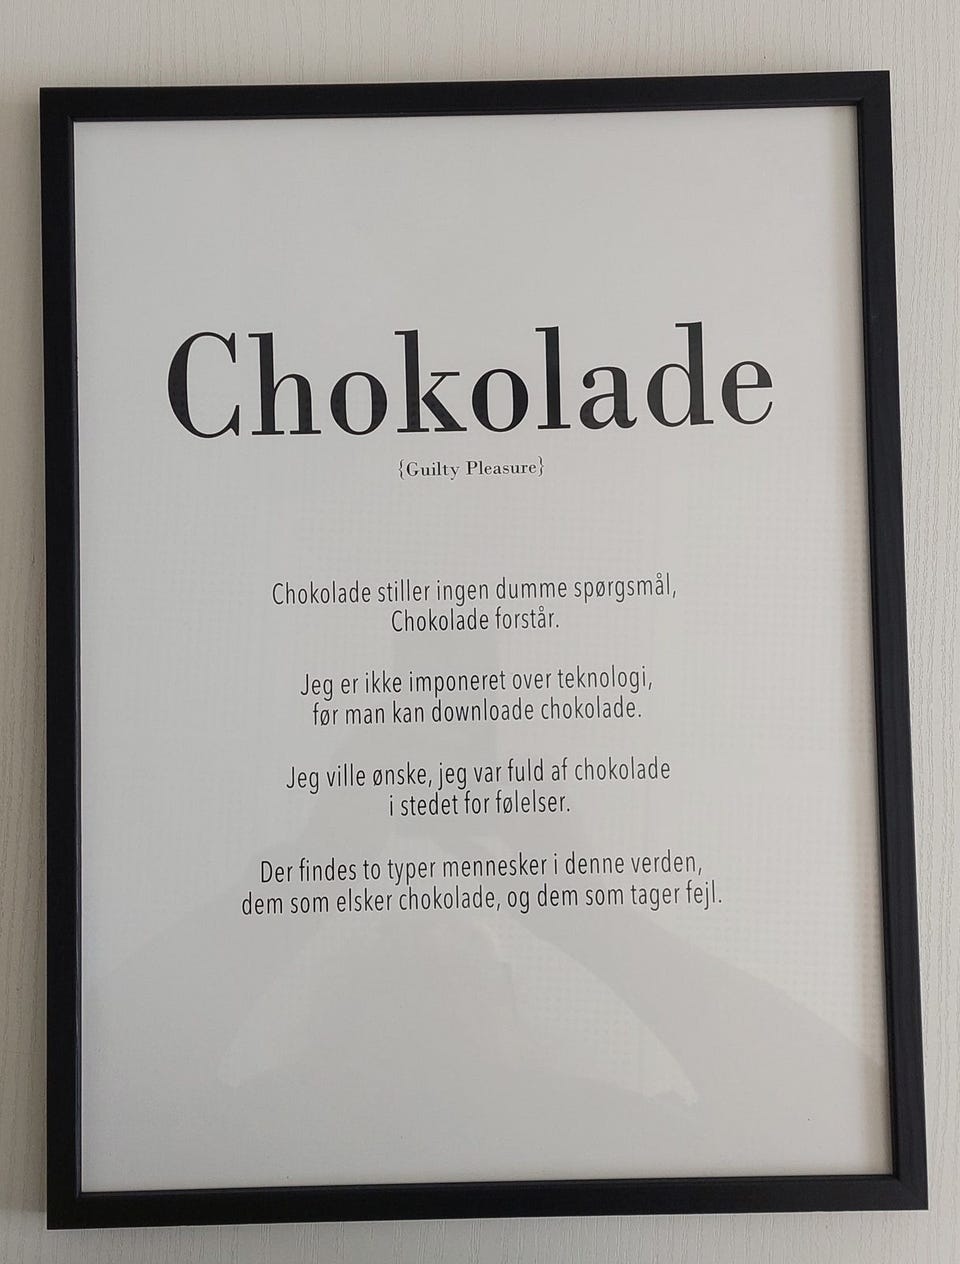 Chokolade
{Guilty Pleasure}
Chokolade stiller ingen dumme spørgsmål,
Chokolade forstår.
Jeg er ikke imponeret over teknologi,
før man kan downloade chokolade.
Jeg ville ønske, jeg var fuld af chokolade
i stedet for følelser.
Der findes to typer mennesker i denne verden,
dem som elsker chokolade, og dem som tager fejl.